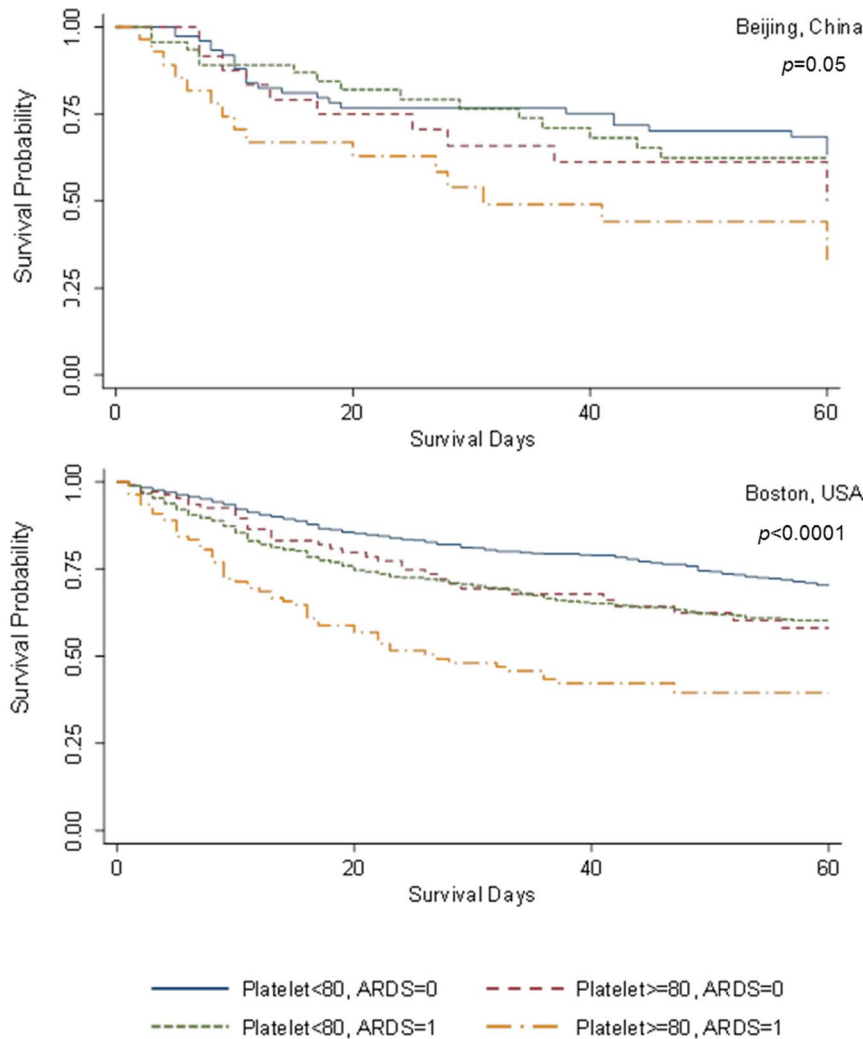 1.00
0.75
0.50
0.25
0.00
Survival Probability
Beijing, China
p=0.05
0 20 40 60
Survival Days
1.00
0.75
0.50
0.25
0.00
Survival Probability
Boston, USA
p<0.0001
0 20 40 60
Survival Days
Platelet<80, ARDS=0 Platelet>=80, ARDS=0
Platelet<80, ARDS=1 Platelet>=80, ARDS=1